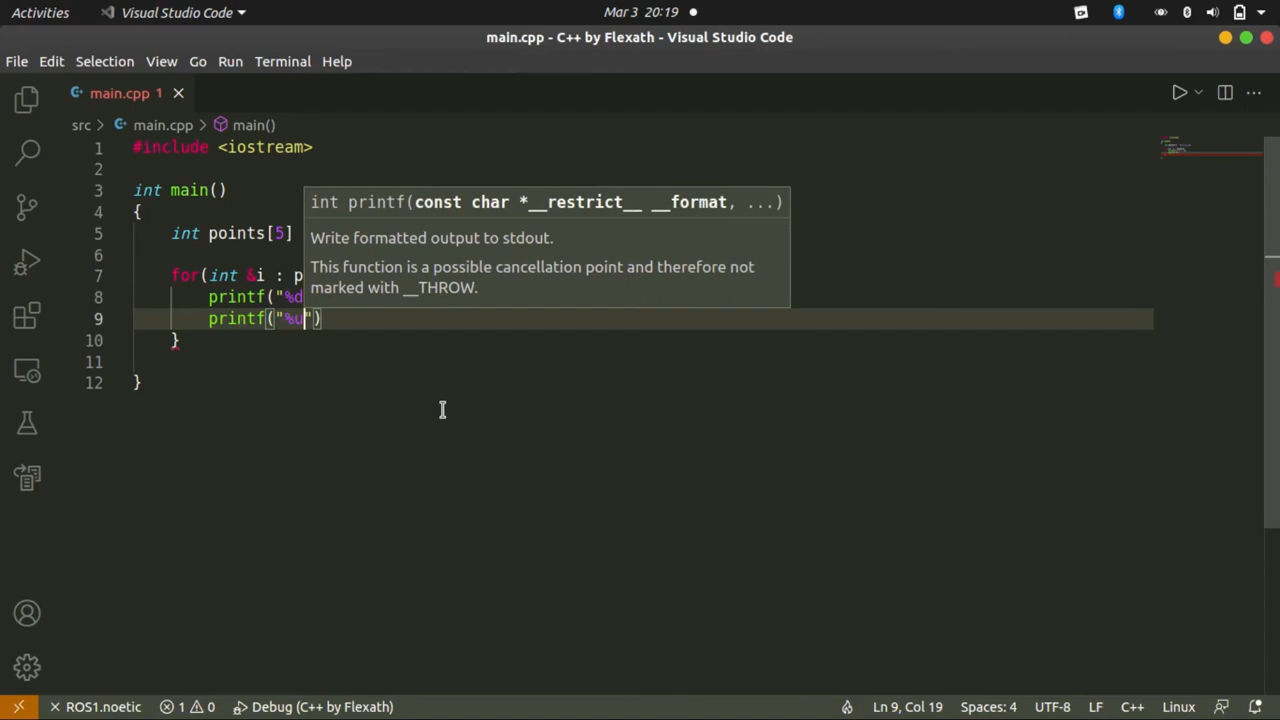 Activities Visual Studio Code Mar 3 20:19
main.cpp - C++ by Flexath - Visual Studio Code
File Edit Selection View Go Run Terminal Help
main.cpp 1
src > main.cpp > main()
1 #include <iostream>
2
3 int main()
4 {
5 int points[5]
6
7 for(int &i : p
8 printf("%d
9 printf("%u")
10 }
11
12 }
int printf(const char *__restrict__ __format, ...)
Write formatted output to stdout.
This function is a possible cancellation point and therefore not
marked with __THROW.
ROS1.noetic 1 0 Debug (C++ by Flexath) Ln 9, Col 19 Spaces: 4 UTF-8 LF C++ Linux